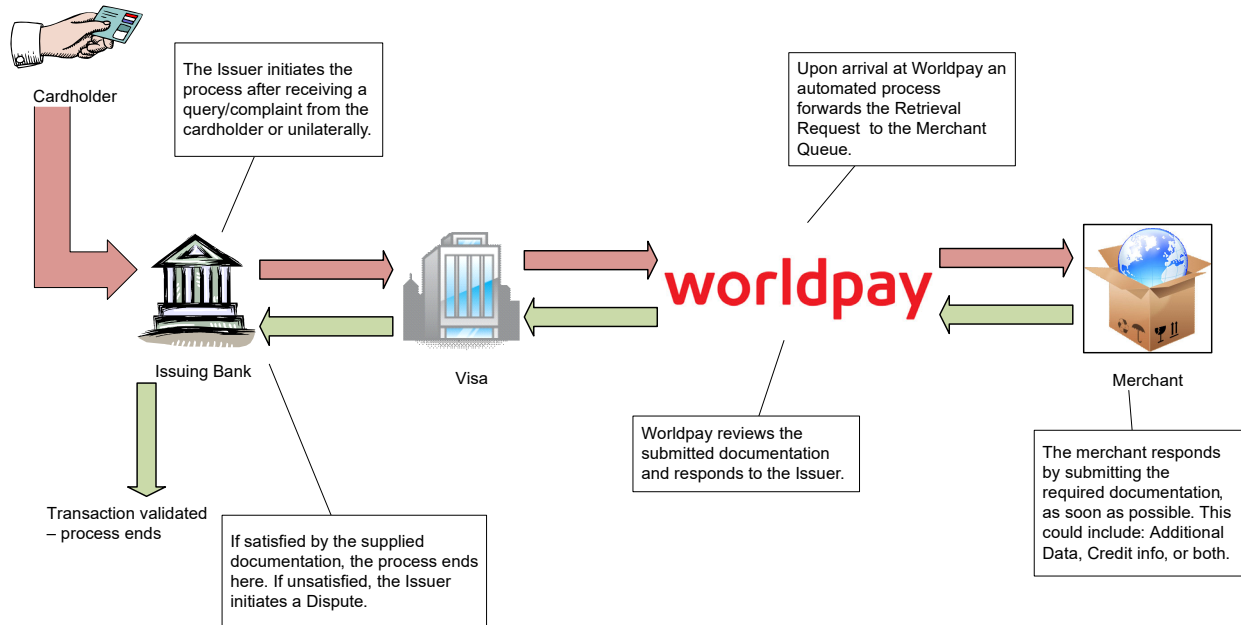 Cardholder
The Issuer initiates the
process after receiving a
query/complaint from the
cardholder or unilaterally.
Upon arrival at Worldpay an
automated process
forwards the Retrieval
Request  to the Merchant
Queue.
worldpay
Issuing Bank
Visa
Merchant
Worldpay reviews the
submitted documentation
and responds to the Issuer.
The merchant responds
by submitting the
required documentation,
as soon as possible. This
could include: Additional
Data, Credit info, or both.
Transaction validated
– process ends
If satisfied by the supplied
documentation, the process ends
here. If unsatisfied, the Issuer
initiates a Dispute.